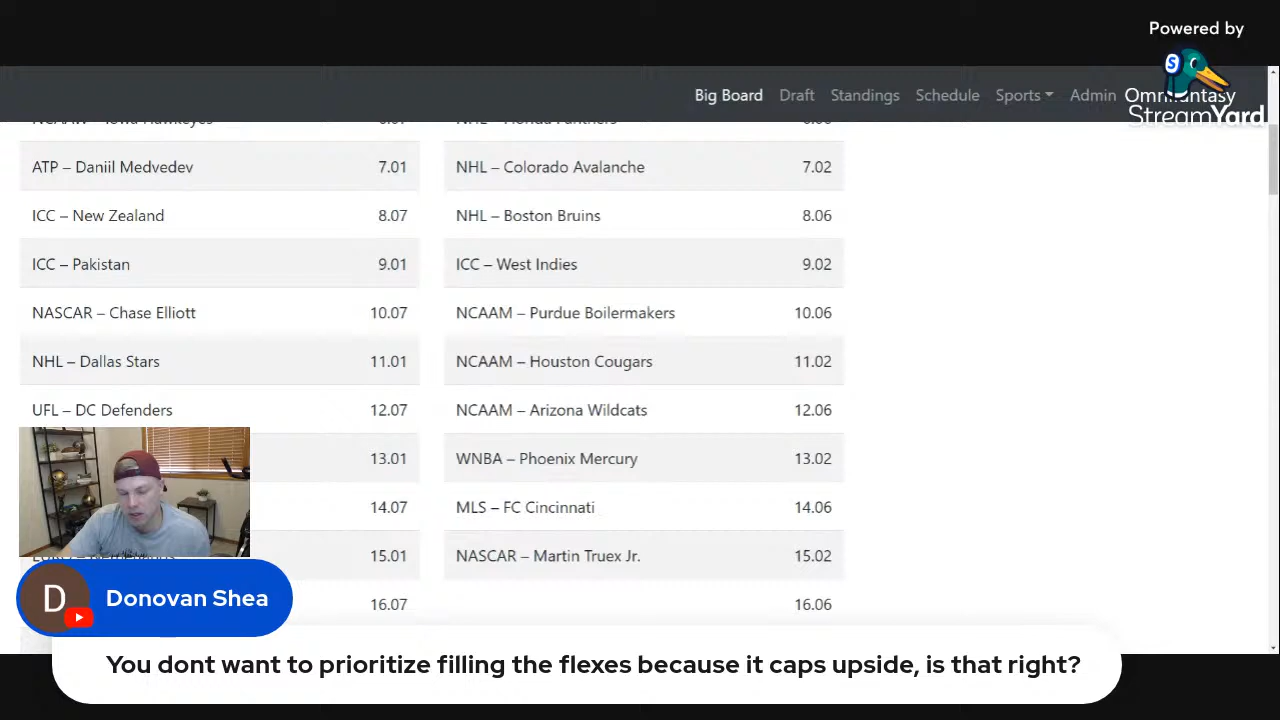 Powered by
StreamYard
Big Board Draft Standings Schedule Sports Admin Omnifantasy
ATP – Daniil Medvedev 7.01 NHL – Colorado Avalanche 7.02
ICC – New Zealand 8.07 NHL – Boston Bruins 8.06
ICC – Pakistan 9.01 ICC – West Indies 9.02
NASCAR – Chase Elliott 10.07 NCAAM – Purdue Boilermakers 10.06
NHL – Dallas Stars 11.01 NCAAM – Houston Cougars 11.02
UFL – DC Defenders 12.07 NCAAM – Arizona Wildcats 12.06
13.01 WNBA – Phoenix Mercury 13.02
14.07 MLS – FC Cincinnati 14.06
15.01 NASCAR – Martin Truex Jr. 15.02
16.07 16.06
D Donovan Shea
You dont want to prioritize filling the flexes because it caps upside, is that right?